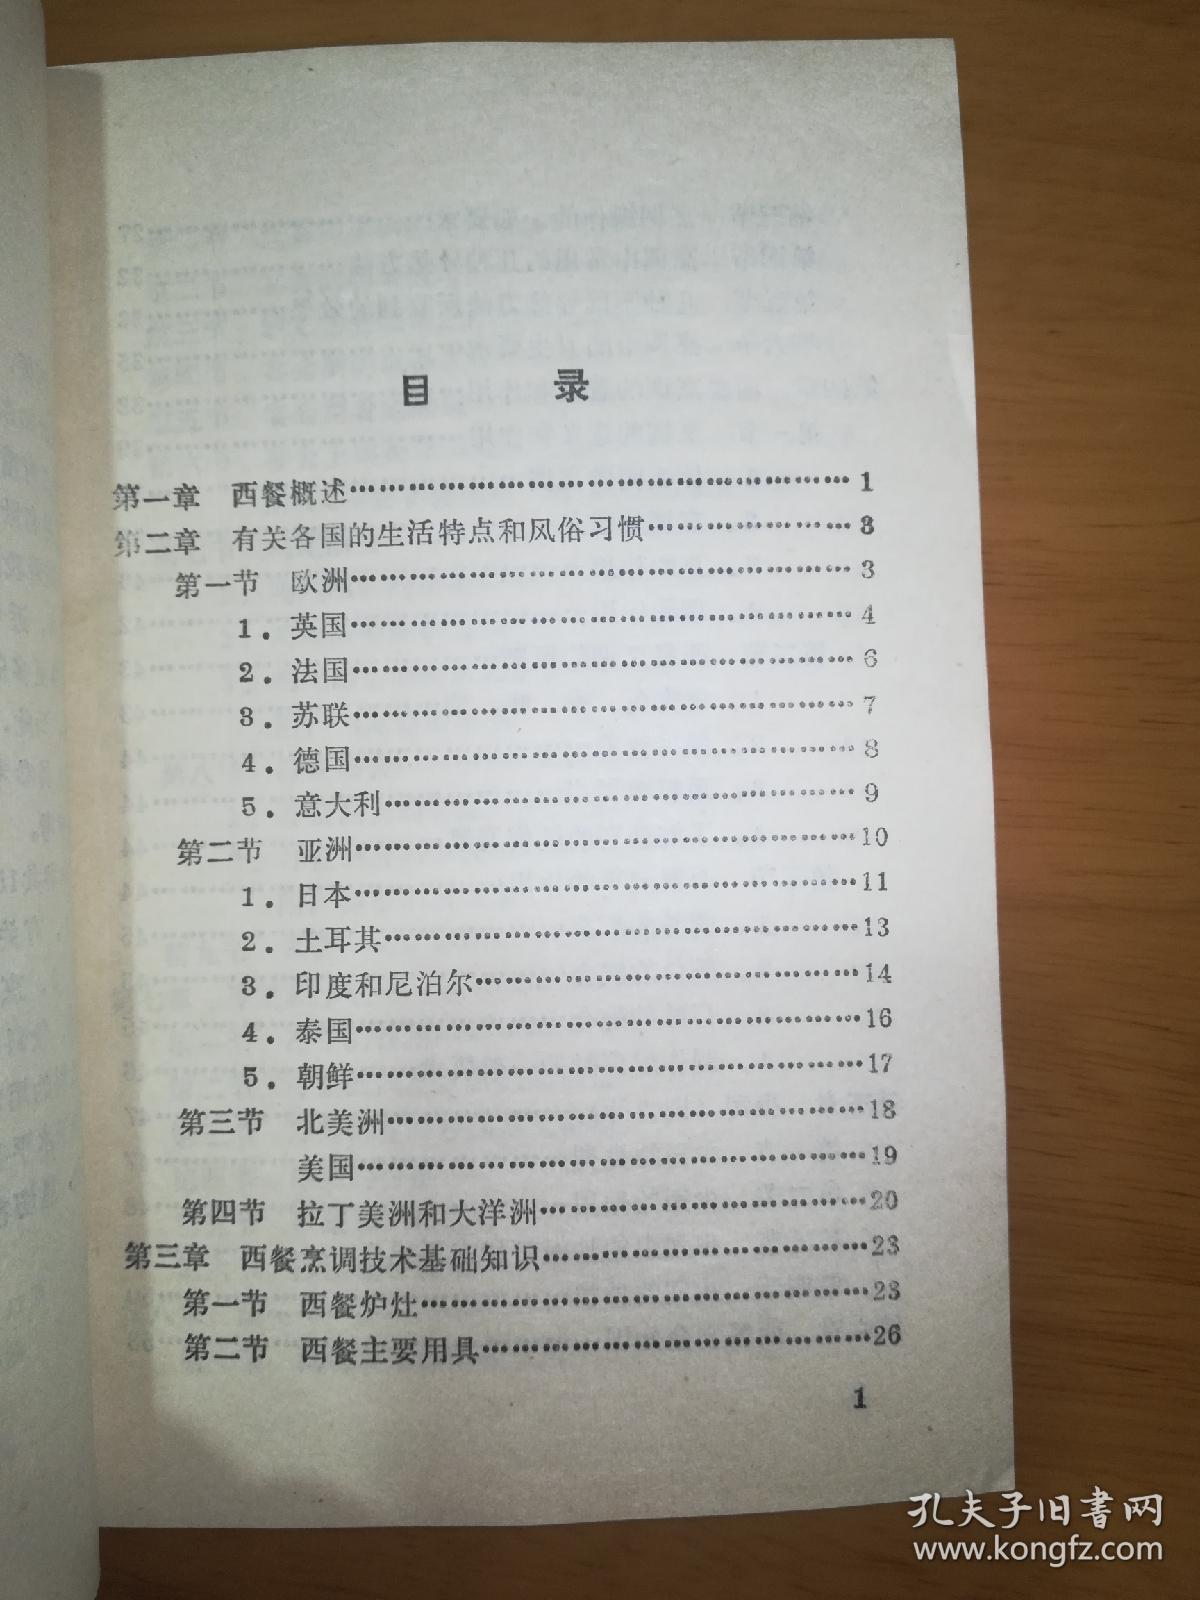 目 录
第一章 西餐概述…………………………………………1
第二章 有关各国的生活特点和风俗习惯…………………3
第一节 欧洲…………………………………………3
1.英国…………………………………………4
2.法国…………………………………………6
3.苏联…………………………………………7
4.德国…………………………………………8
5.意大利………………………………………9
第二节 亚洲…………………………………………10
1.日本…………………………………………11
2.土耳其………………………………………13
3.印度和尼泊尔………………………………14
4.泰国…………………………………………16
5.朝鲜…………………………………………17
第三节 北美洲………………………………………18
美国…………………………………………19
第四节 拉丁美洲和大洋洲…………………………20
第三章 西餐烹调技术基础知识…………………………23
第一节 西餐炉灶……………………………………23
第二节 西餐主要用具………………………………26
1
孔夫子旧書网
www.kongfz.com